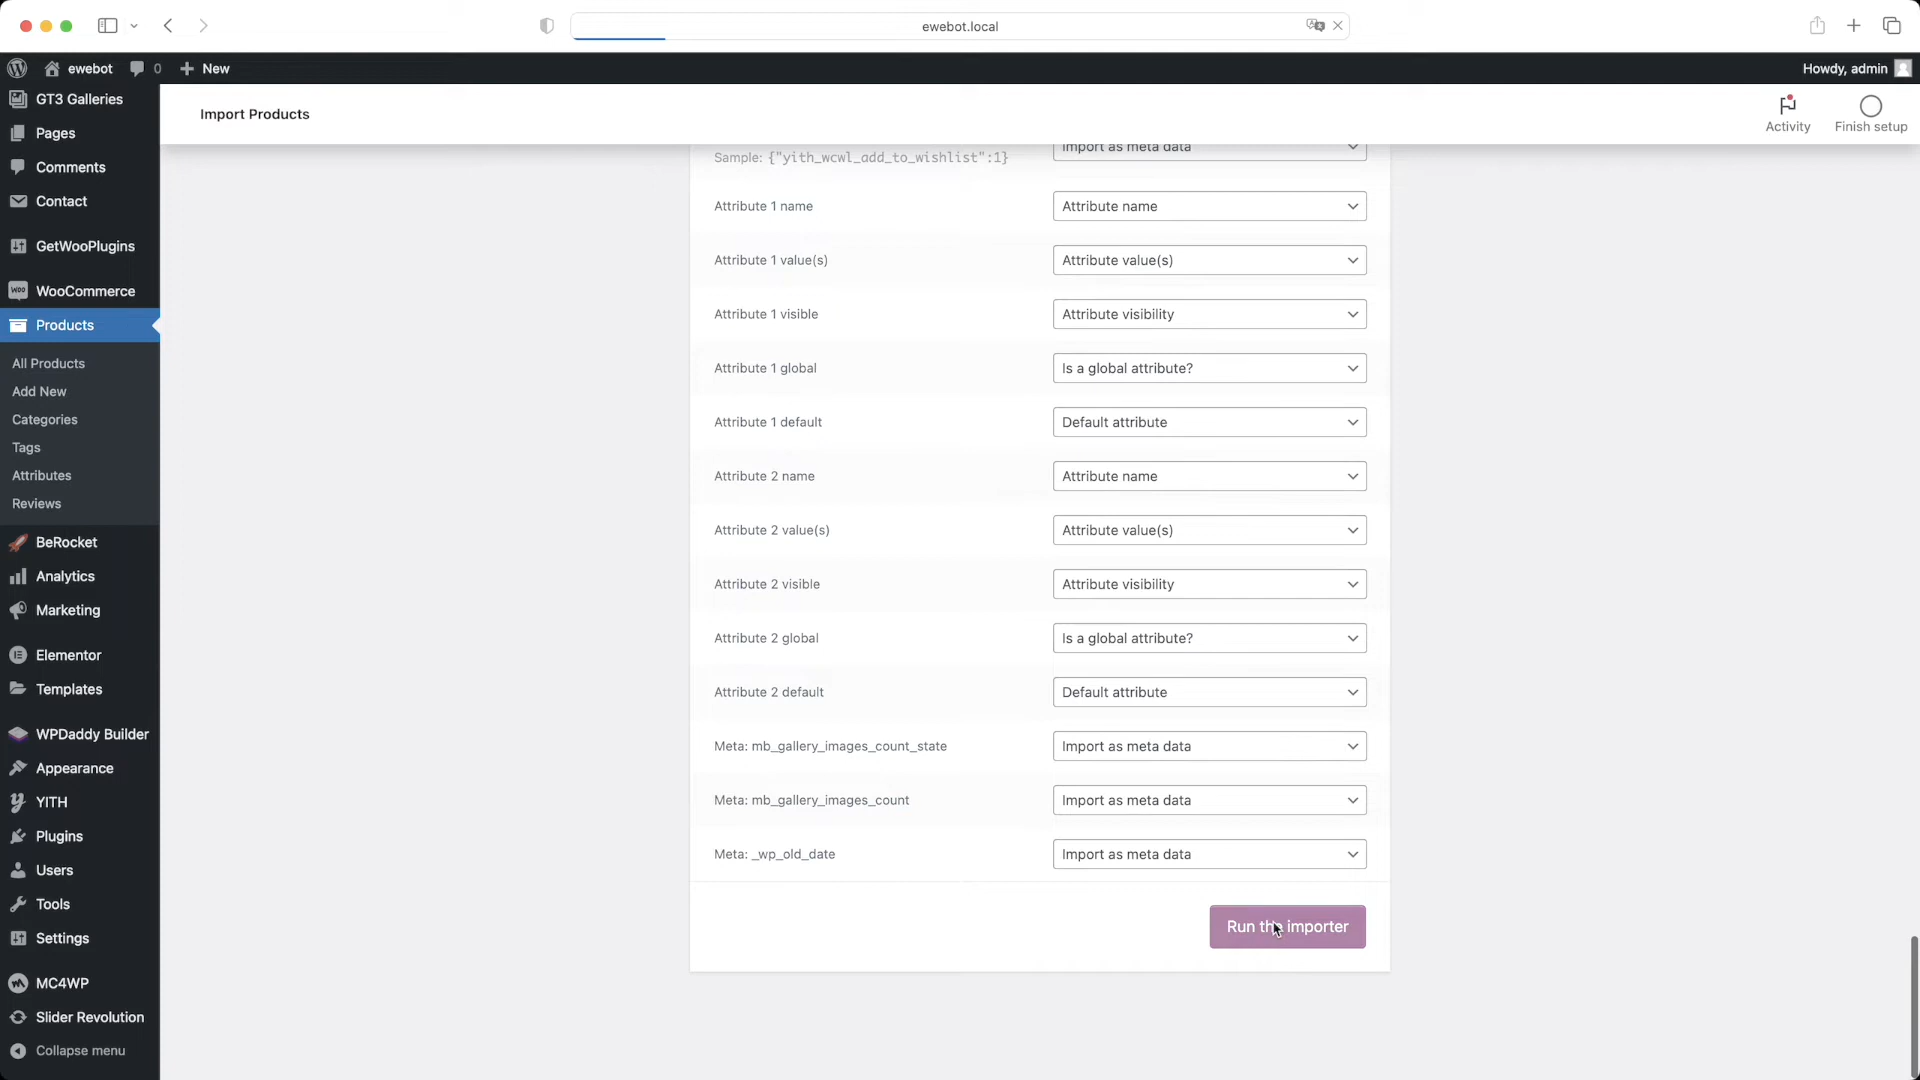 ewebot.local
ewebot
0
New
Howdy, admin
GT3 Galleries
Pages
Comments
Contact
GetWooPlugins
WooCommerce
Products
All Products
Add New
Categories
Tags
Attributes
Reviews
BeRocket
Analytics
Marketing
Elementor
Templates
WPDaddy Builder
Appearance
YITH
Plugins
Users
Tools
Settings
MC4WP
Slider Revolution
Collapse menu
Import Products
Activity
Finish setup
Sample: {"yith_wcwl_add_to_wishlist":1}
Import as meta data
Attribute 1 name
Attribute name
Attribute 1 value(s)
Attribute value(s)
Attribute 1 visible
Attribute visibility
Attribute 1 global
Is a global attribute?
Attribute 1 default
Default attribute
Attribute 2 name
Attribute name
Attribute 2 value(s)
Attribute value(s)
Attribute 2 visible
Attribute visibility
Attribute 2 global
Is a global attribute?
Attribute 2 default
Default attribute
Meta: mb_gallery_images_count_state
Import as meta data
Meta: mb_gallery_images_count
Import as meta data
Meta: _wp_old_date
Import as meta data
Run the importer